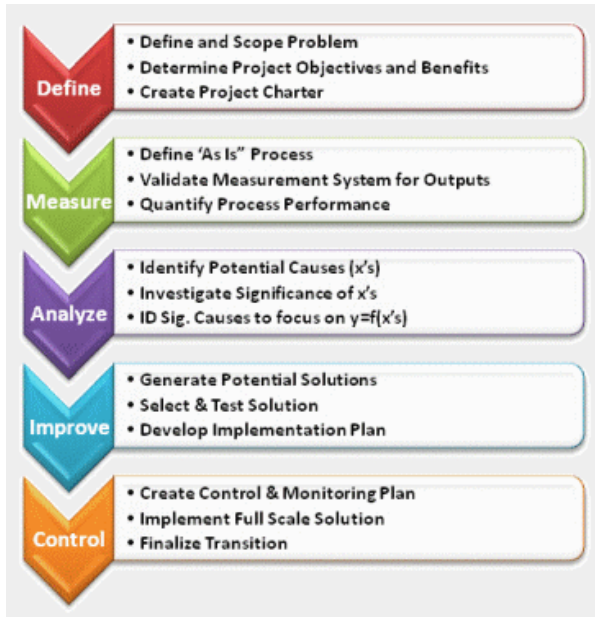 Define
• Define and Scope Problem
• Determine Project Objectives and Benefits
• Create Project Charter
Measure
• Define ‘As Is” Process
• Validate Measurement System for Outputs
• Quantify Process Performance
Analyze
• Identify Potential Causes (x’s)
• Investigate Significance of x’s
• ID Sig. Causes to focus on y=f(x’s)
Improve
• Generate Potential Solutions
• Select & Test Solution
• Develop Implementation Plan
Control
• Create Control & Monitoring Plan
• Implement Full Scale Solution
• Finalize Transition